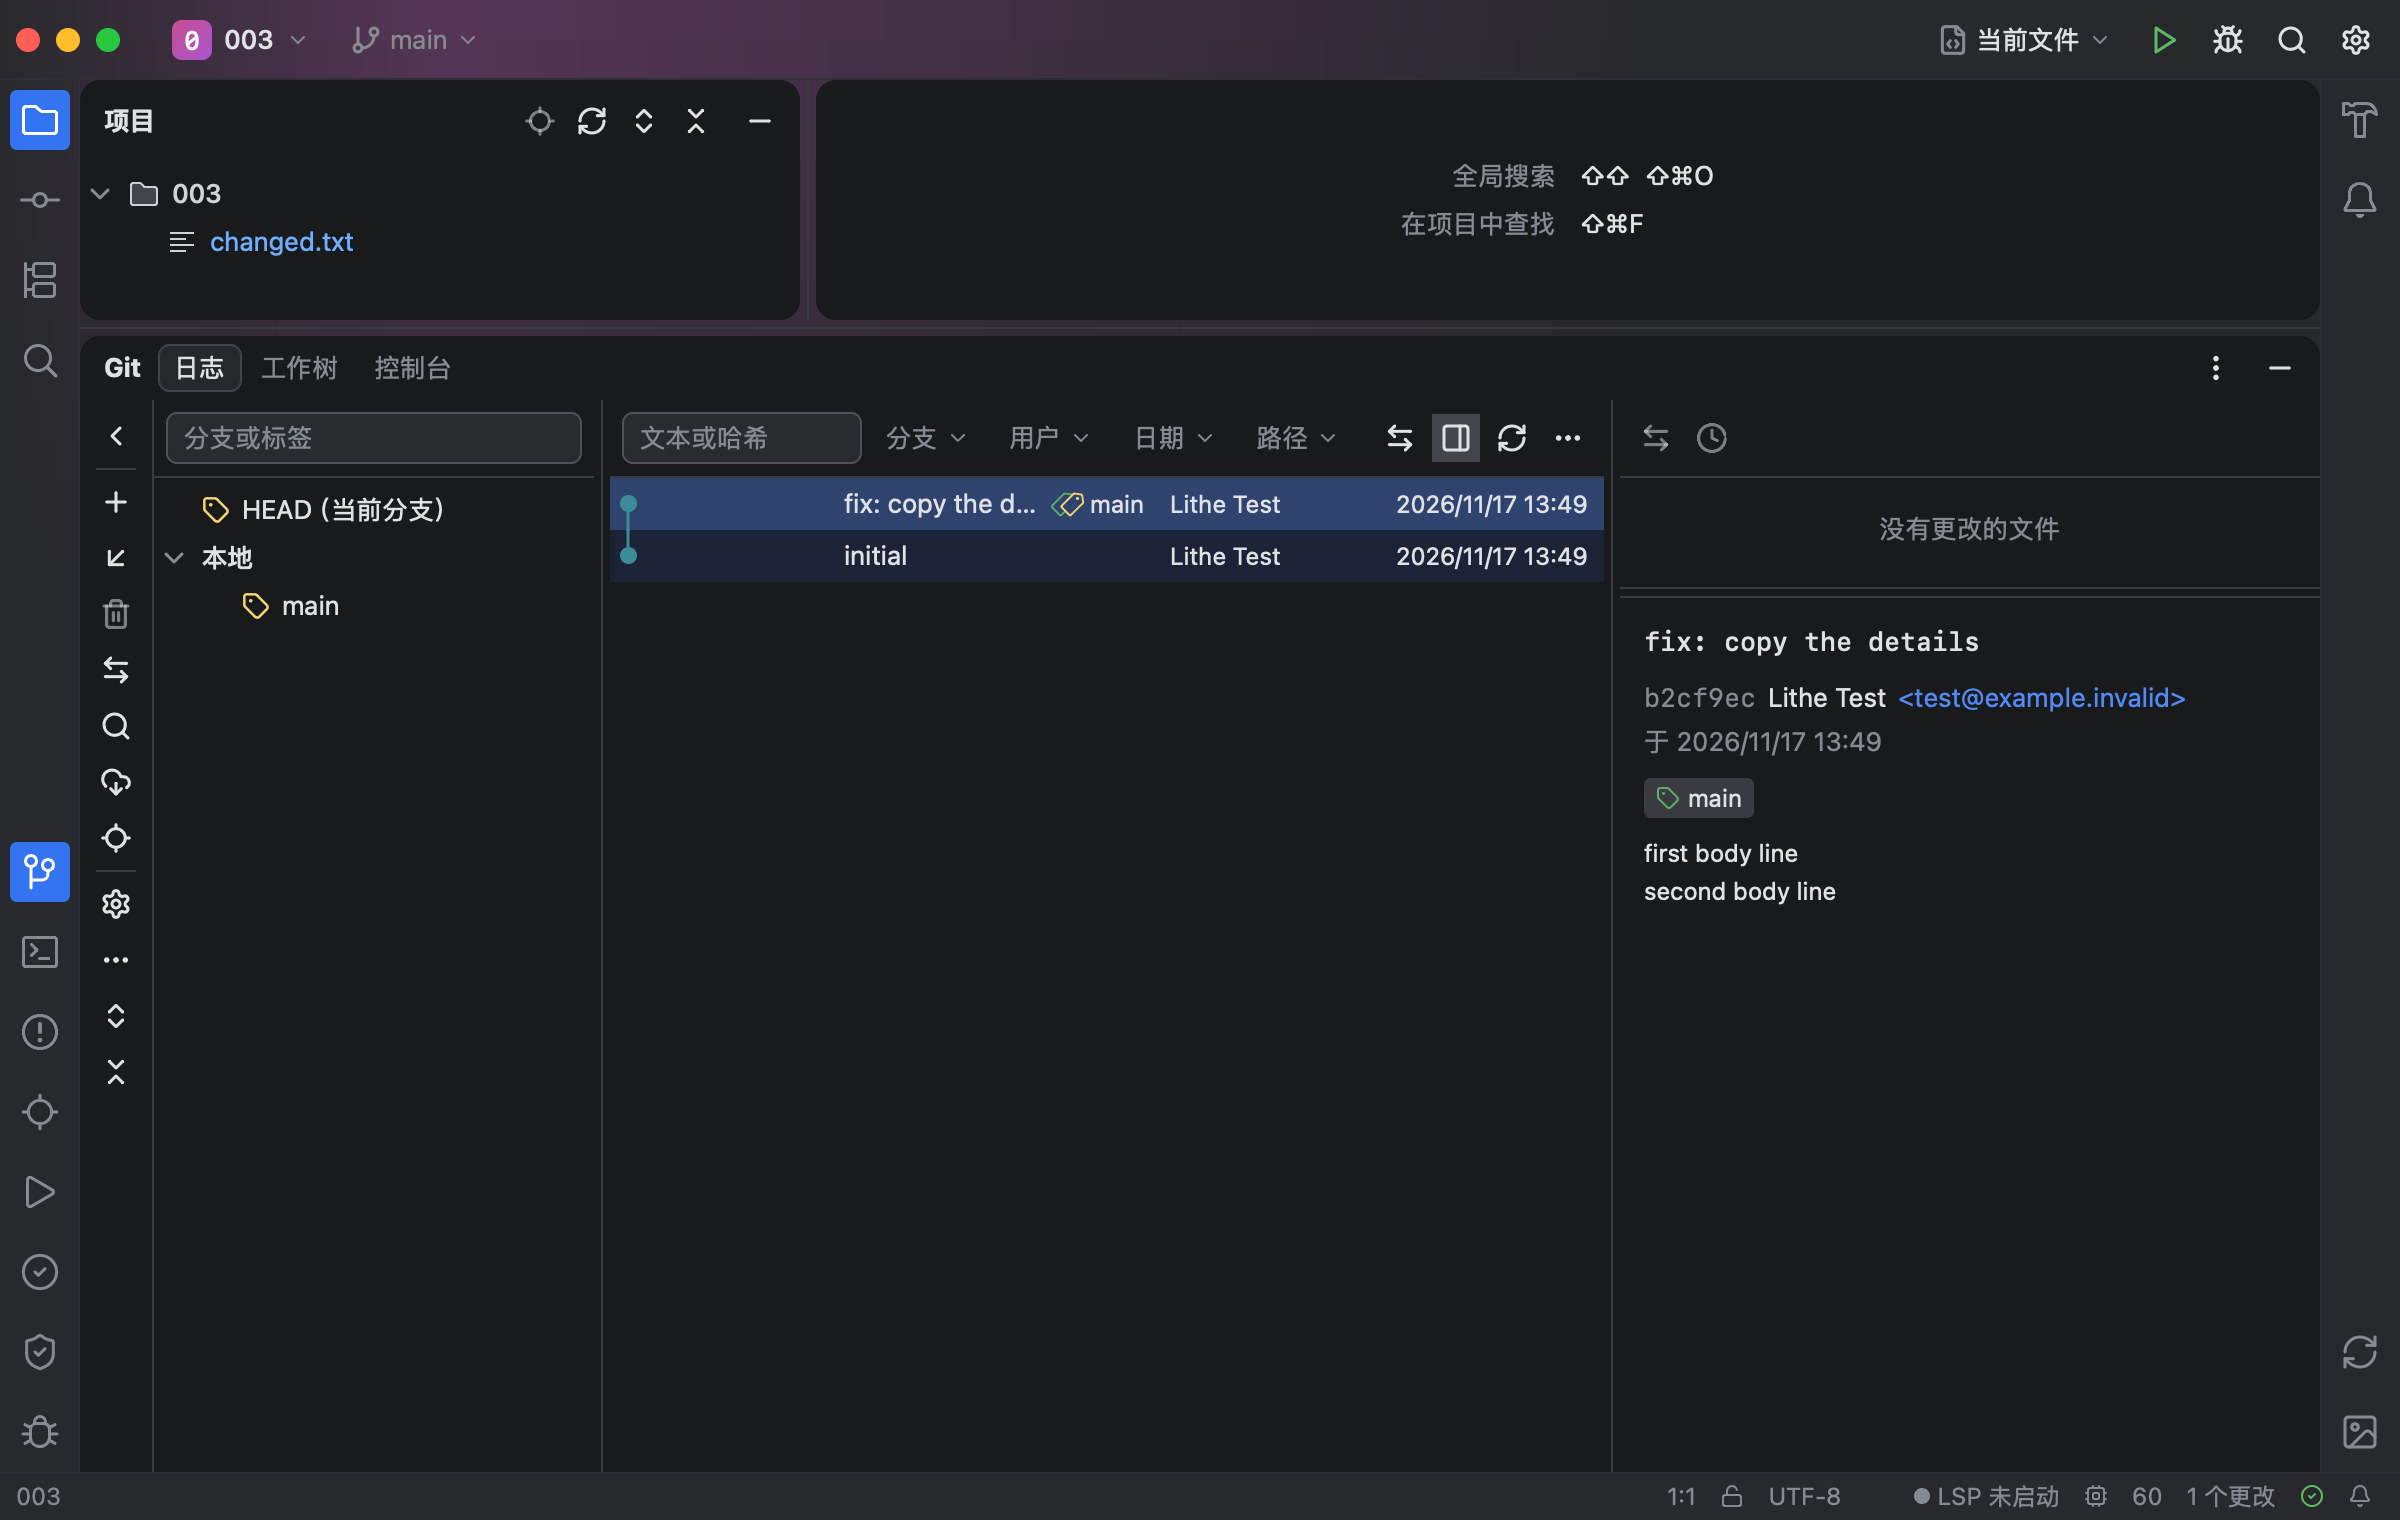 0 003 main 当前文件
项目
003
changed.txt
全局搜索 ⇧⇧ ⇧⌘O
在项目中查找 ⇧⌘F
Git 日志 工作树 控制台
分支或标签
HEAD (当前分支)
本地
main
文本或哈希 分支 用户 日期 路径
fix: copy the d... main Lithe Test 2026/11/17 13:49
initial Lithe Test 2026/11/17 13:49
没有更改的文件
fix: copy the details
b2cf9ec Lithe Test <test@example.invalid>
于 2026/11/17 13:49
main
first body line
second body line
003 1:1 UTF-8 LSP 未启动 60 1 个更改